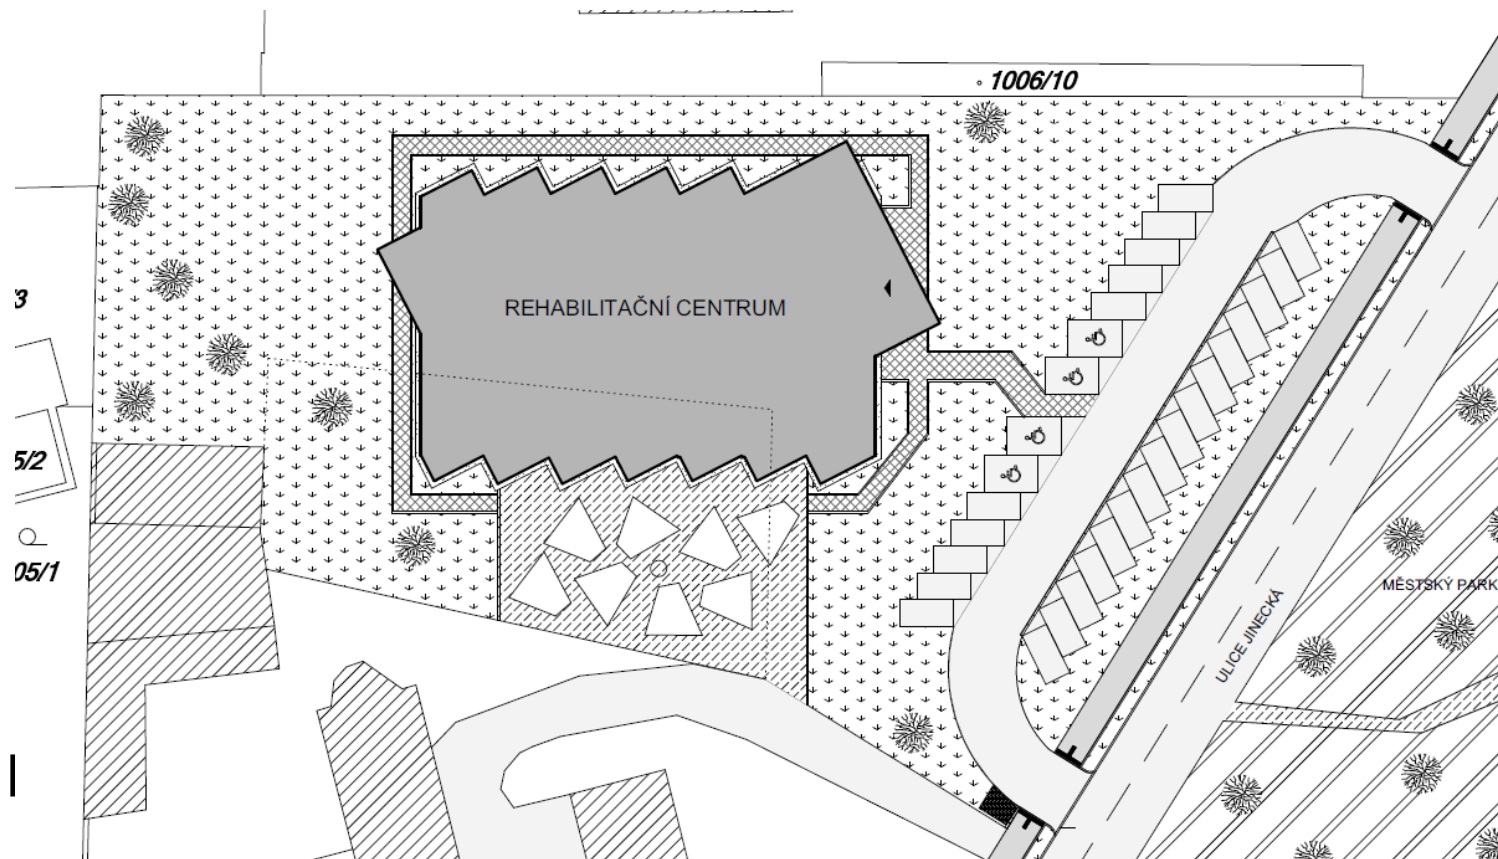 1006/10
REHABILITAČNÍ CENTRUM
/3
5/2
05/1
MĚSTSKÝ PARK
ULICE JINECKÁ